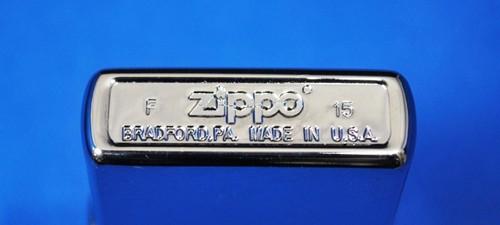 F zippo® 15
BRADFORD, PA. MADE IN U.S.A.